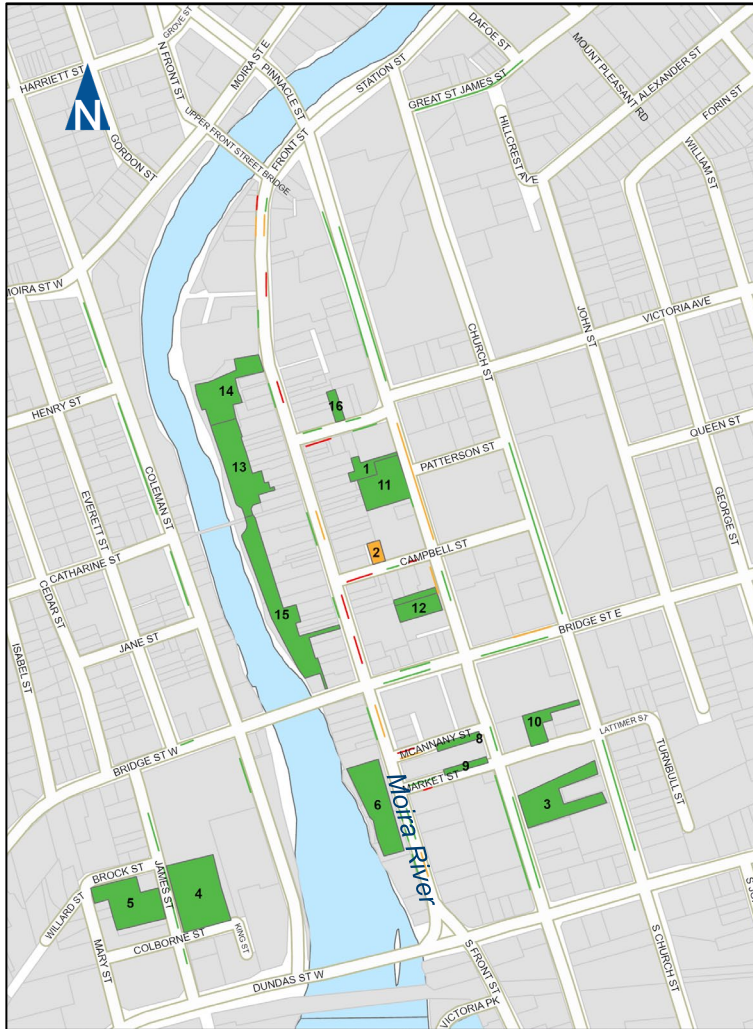 GROVE ST
DAFOE ST
HARRIETT ST
N FRONT ST
MOIRA ST E
PINNACLE ST
STATION ST
MOUNT PLEASANT RD
ALEXANDER ST
GREAT ST JAMES ST
FORIN ST
N
GORDON ST
UPPER FRONT STREET BRIDGE
FRONT ST
HILLCREST AVE
WILLIAM ST
MOIRA ST W
VICTORIA AVE
JOHN ST
CHURCH ST
14
16
HENRY ST
QUEEN ST
13
1
PATTERSON ST
11
COLEMAN ST
EVERETT ST
GEORGE ST
2
CAMPBELL ST
CATHARINE ST
CEDAR ST
15
12
BRIDGE ST E
JANE ST
ISABEL ST
10
LATTIMER ST
8
MCANNANY ST
BRIDGE ST W
9
TURNBULL ST
MARKET ST
6
3
Moira River
BROCK ST
JAMES ST
4
5
WILLARD ST
COLBORNE ST
KING ST
MARY ST
S FRONT ST
S CHURCH ST
DUNDAS ST W
VICTORIA PK